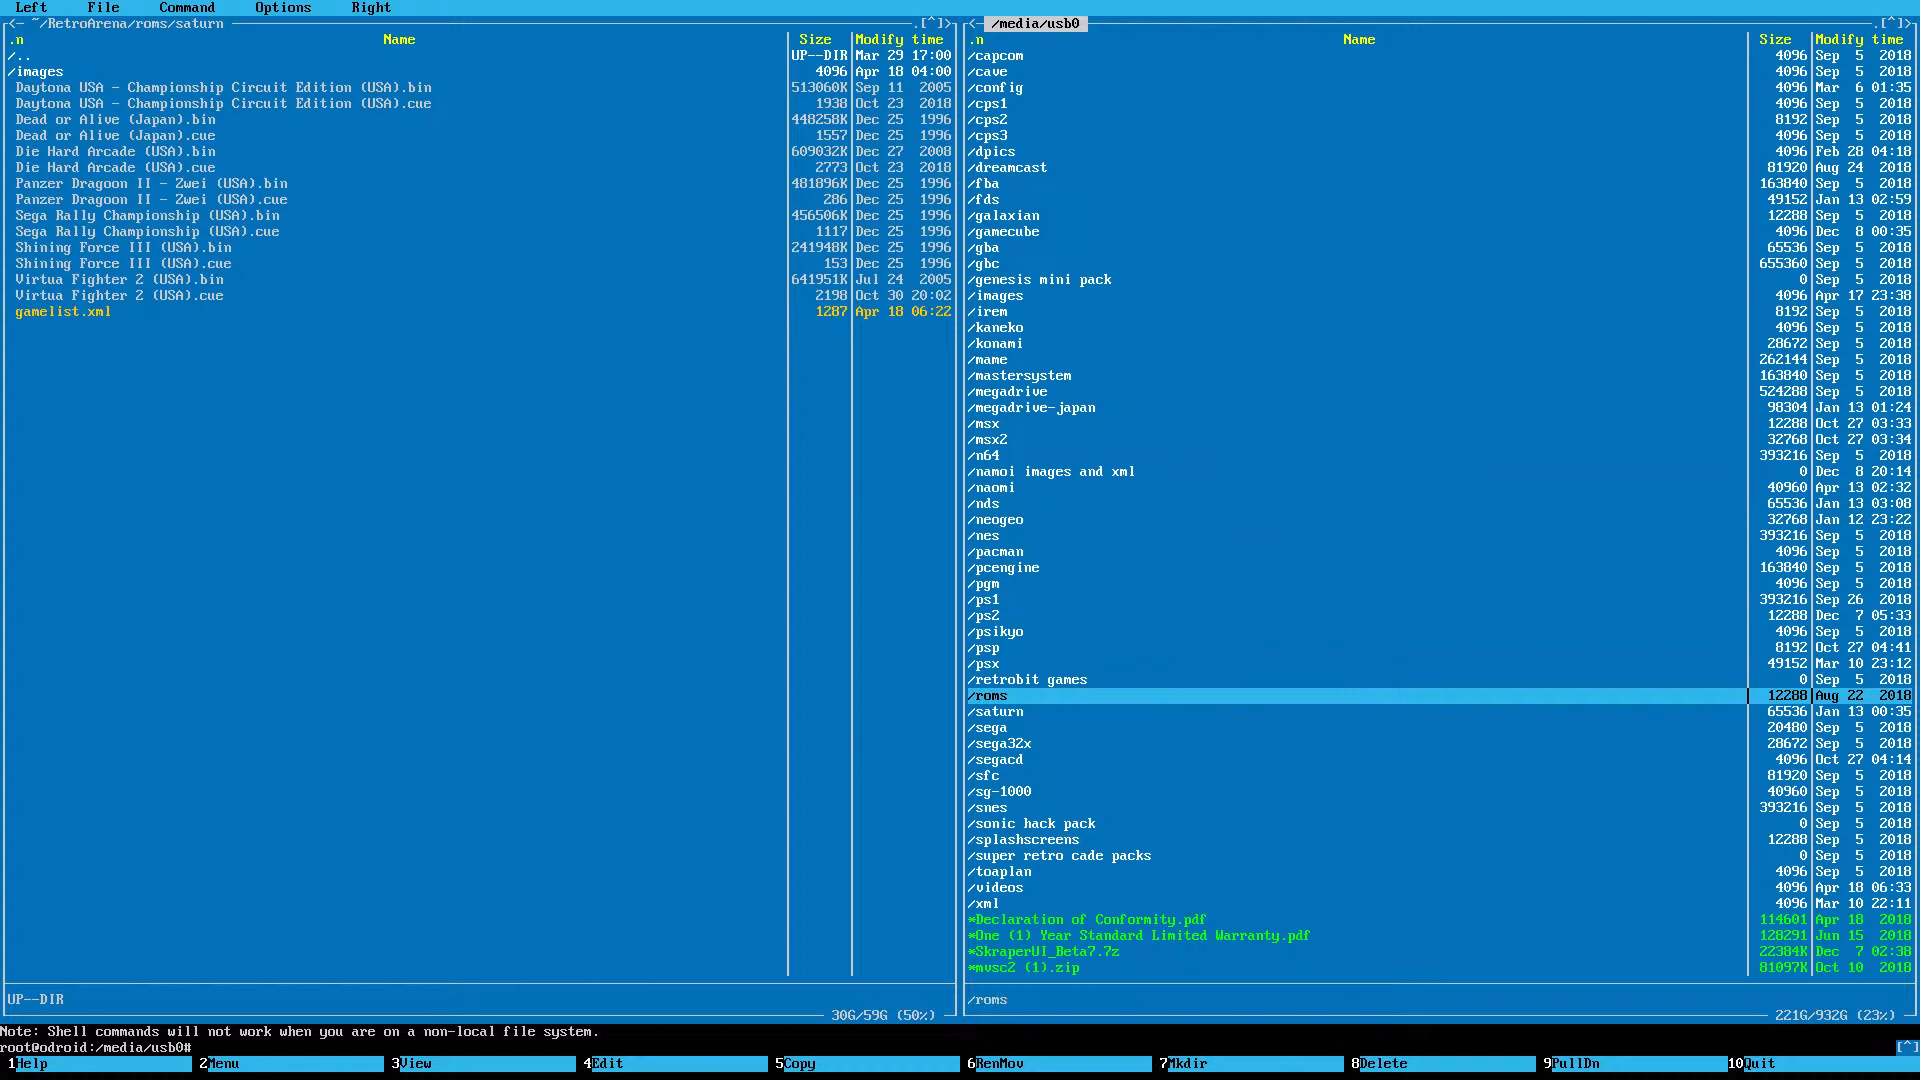 Left File Command Options Right
<- ~/RetroArena/roms/saturn .[^]>
.n Name Size Modify time
/.. UP--DIR Mar 29 17:00
/images 4096 Apr 18 04:00
Daytona USA - Championship Circuit Edition (USA).bin 513060K Sep 11 2005
Daytona USA - Championship Circuit Edition (USA).cue 1938 Oct 23 2018
Dead or Alive (Japan).bin 448258K Dec 25 1996
Dead or Alive (Japan).cue 1557 Dec 25 1996
Die Hard Arcade (USA).bin 609032K Dec 27 2008
Die Hard Arcade (USA).cue 2773 Oct 23 2018
Panzer Dragoon II - Zwei (USA).bin 481896K Dec 25 1996
Panzer Dragoon II - Zwei (USA).cue 286 Dec 25 1996
Sega Rally Championship (USA).bin 456506K Dec 25 1996
Sega Rally Championship (USA).cue 1117 Dec 25 1996
Shining Force III (USA).bin 241948K Dec 25 1996
Shining Force III (USA).cue 153 Dec 25 1996
Virtua Fighter 2 (USA).bin 641951K Jul 24 2005
Virtua Fighter 2 (USA).cue 2198 Oct 30 20:02
gamelist.xml 1287 Apr 18 06:22
UP--DIR
30G/59G (50%)
<- /media/usb0 .[^]>
.n Name Size Modify time
/capcom 4096 Sep 5 2018
/cave 4096 Sep 5 2018
/config 4096 Mar 6 01:35
/cps1 4096 Sep 5 2018
/cps2 8192 Sep 5 2018
/cps3 4096 Sep 5 2018
/dpics 4096 Feb 28 04:18
/dreamcast 81920 Aug 24 2018
/fba 163840 Sep 5 2018
/fds 49152 Jan 13 02:59
/galaxian 12288 Sep 5 2018
/gamecube 4096 Dec 8 00:35
/gba 65536 Sep 5 2018
/gbc 655360 Sep 5 2018
/genesis mini pack 0 Sep 5 2018
/images 4096 Apr 17 23:38
/irem 8192 Sep 5 2018
/kaneko 4096 Sep 5 2018
/konami 28672 Sep 5 2018
/mame 262144 Sep 5 2018
/mastersystem 163840 Sep 5 2018
/megadrive 524288 Sep 5 2018
/megadrive-japan 98304 Jan 13 01:24
/msx 12288 Oct 27 03:33
/msx2 32768 Oct 27 03:34
/n64 393216 Sep 5 2018
/namoi images and xml 0 Dec 8 20:14
/naomi 40960 Apr 13 02:32
/nds 65536 Jan 13 03:08
/neogeo 32768 Jan 12 23:22
/nes 393216 Sep 5 2018
/pacman 4096 Sep 5 2018
/pcengine 163840 Sep 5 2018
/pgm 4096 Sep 5 2018
/ps1 393216 Sep 26 2018
/ps2 12288 Dec 7 05:33
/psikyo 4096 Sep 5 2018
/psp 8192 Oct 27 04:41
/psx 49152 Mar 10 23:12
/retrobit games 0 Sep 5 2018
/roms 12288 Aug 22 2018
/saturn 65536 Jan 13 00:35
/sega 20480 Sep 5 2018
/sega32x 28672 Sep 5 2018
/segacd 4096 Oct 27 04:14
/sfc 81920 Sep 5 2018
/sg-1000 40960 Sep 5 2018
/snes 393216 Sep 5 2018
/sonic hack pack 0 Sep 5 2018
/splashscreens 12288 Sep 5 2018
/super retro cade packs 0 Sep 5 2018
/toaplan 4096 Sep 5 2018
/videos 4096 Apr 18 06:33
/xml 4096 Mar 10 22:11
*Declaration of Conformity.pdf 114601 Apr 18 2018
*One (1) Year Standard Limited Warranty.pdf 128291 Jun 15 2018
*SkraperUI_Beta7.7z 22384K Dec 7 02:38
*mvsc2 (1).zip 81097K Oct 10 2018
/roms
221G/932G (23%)
Note: Shell commands will not work when you are on a non-local file system.
root@odroid:/media/usb0# [^]
1Help 2Menu 3View 4Edit 5Copy 6RenMov 7Mkdir 8Delete 9PullDn 10Quit